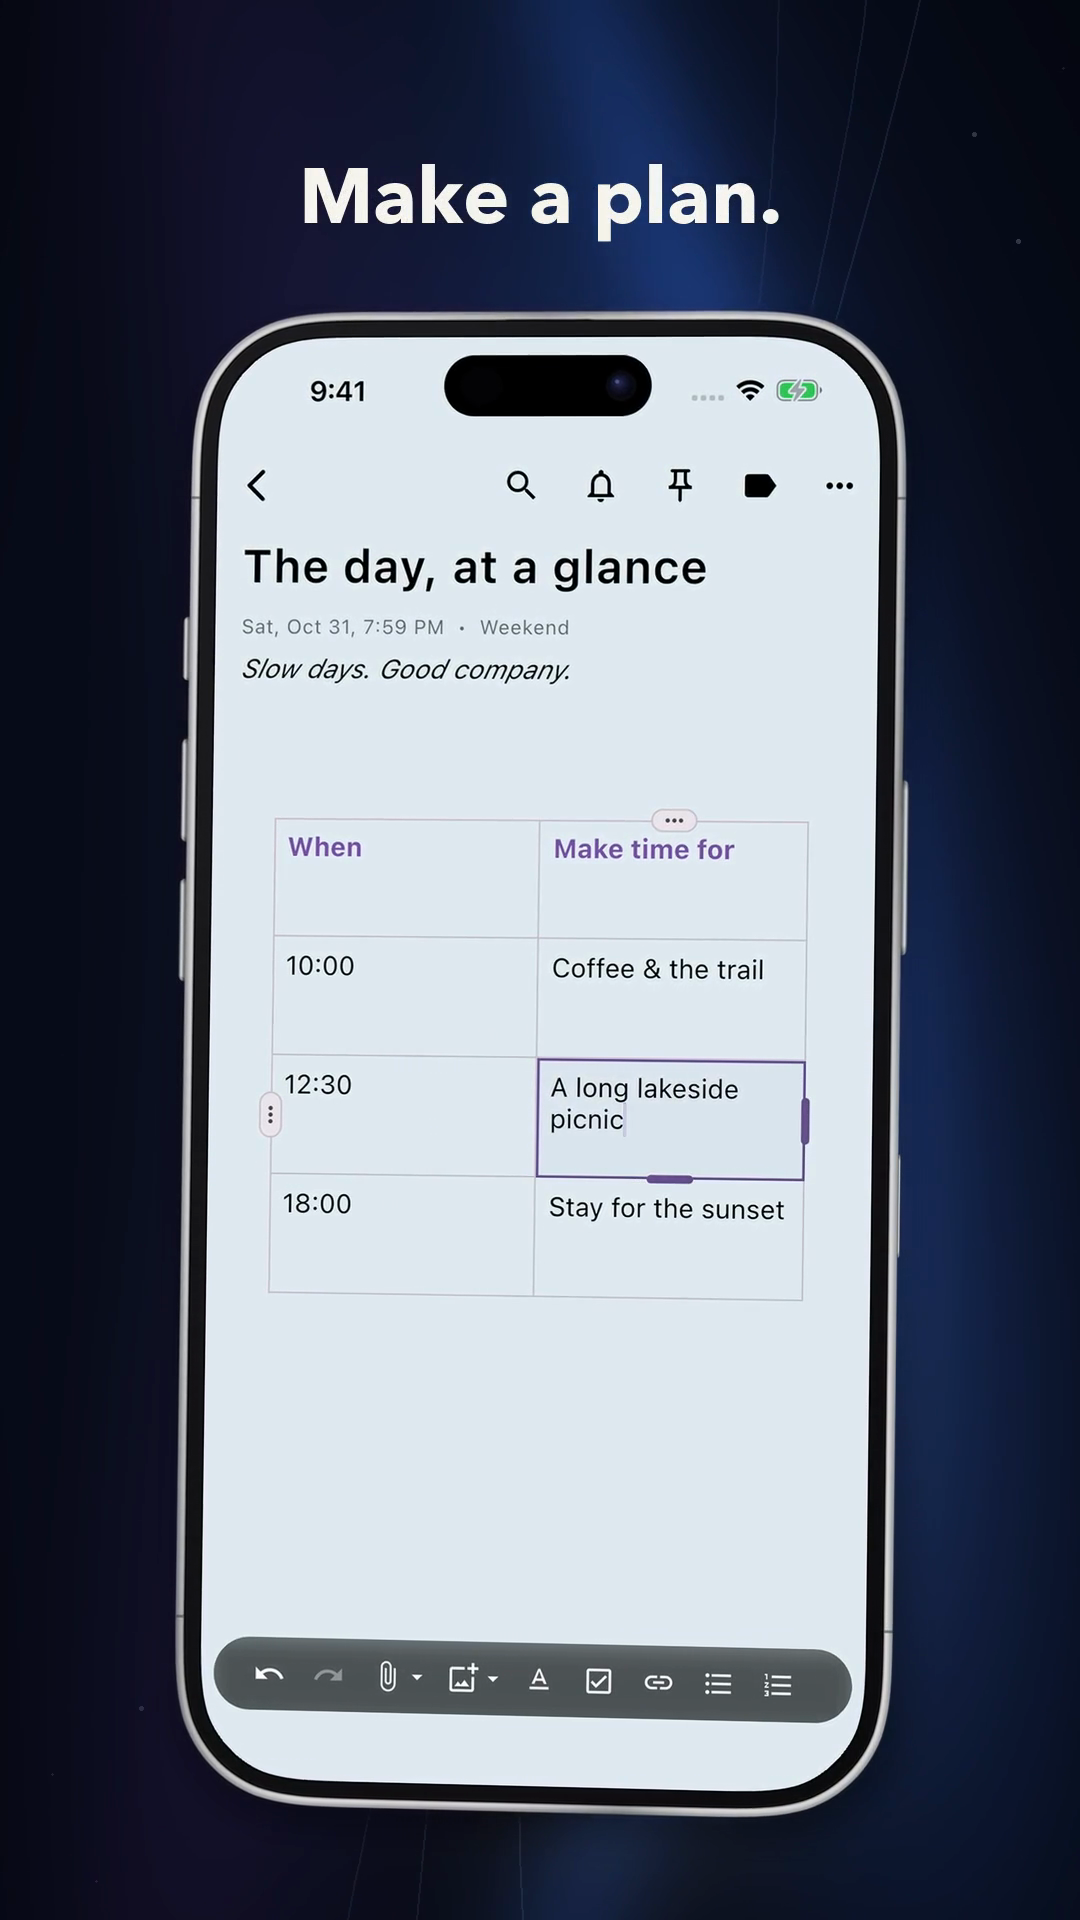 Make a plan.
9:41
The day, at a glance
Sat, Oct 31, 7:59 PM • Weekend
Slow days. Good company.
When
Make time for
10:00
Coffee & the trail
12:30
A long lakeside
picnic
18:00
Stay for the sunset